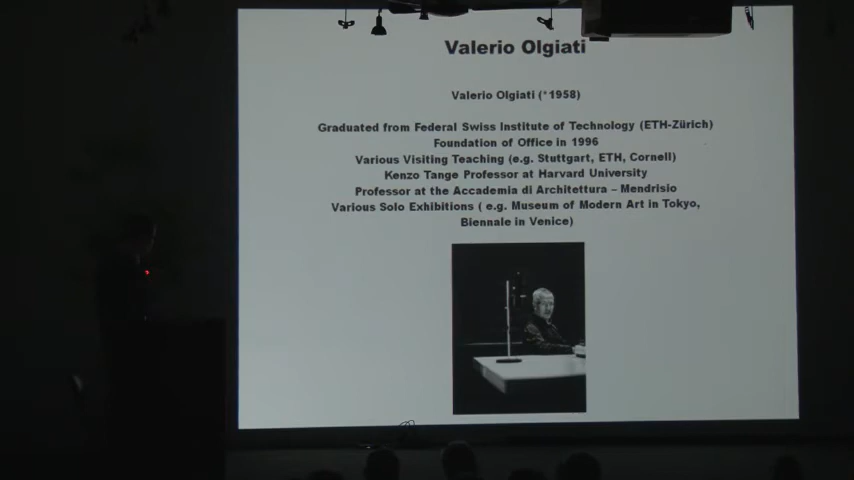 Valerio Olgiati
Valerio Olgiati (*1958)
Graduated from Federal Swiss Institute of Technology (ETH-Zürich)
Foundation of Office in 1996
Various Visiting Teaching (e.g. Stuttgart, ETH, Cornell)
Kenzo Tange Professor at Harvard University
Professor at the Accademia di Architettura – Mendrisio
Various Solo Exhibitions ( e.g. Museum of Modern Art in Tokyo,
Biennale in Venice)